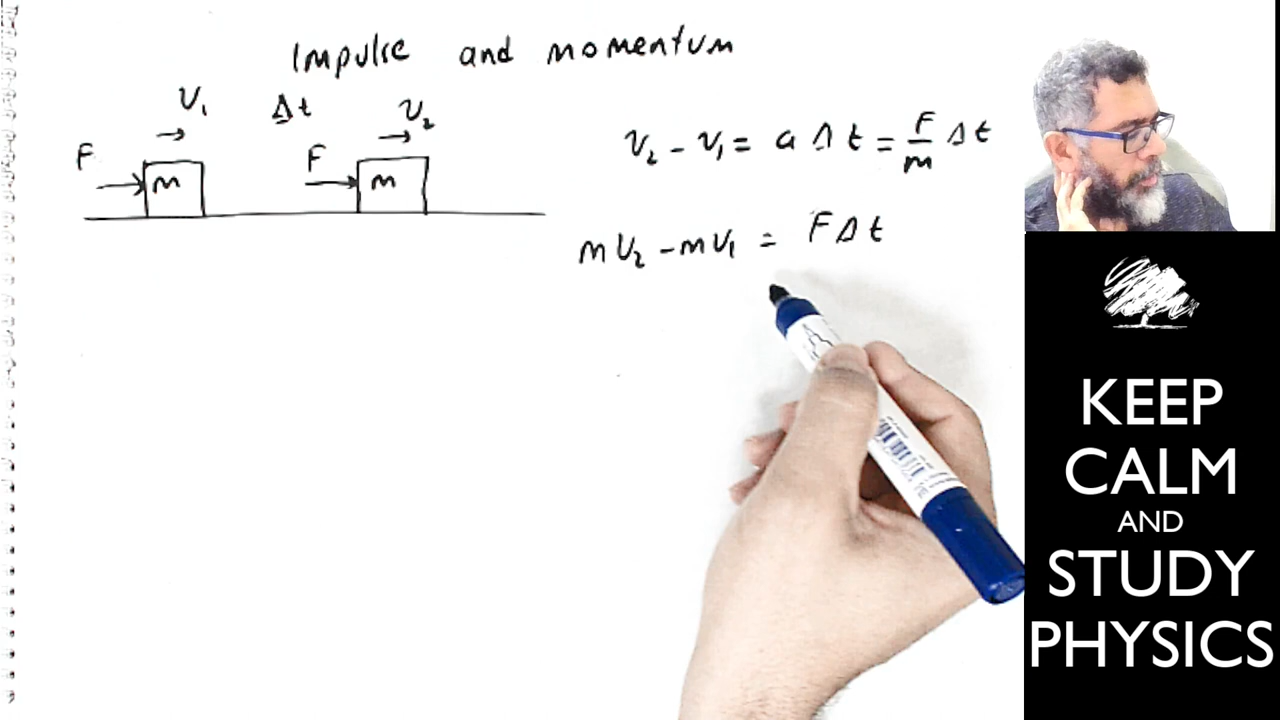 Impulse and momentum
V₁ Δt V₂
F m F m
V₂ - V₁ = a Δt = F/m Δt
mV₂ - mV₁ = FΔt
KEEP
CALM
AND
STUDY
PHYSICS